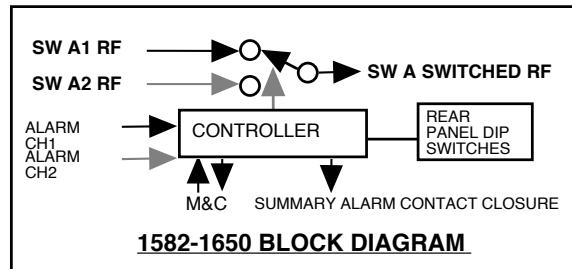 SW A1 RF
SW A2 RF
SW A SWITCHED RF
ALARM
CH1
ALARM
CH2
CONTROLLER
REAR
PANEL DIP
SWITCHES
M&C
SUMMARY ALARM CONTACT CLOSURE
1582-1650 BLOCK DIAGRAM